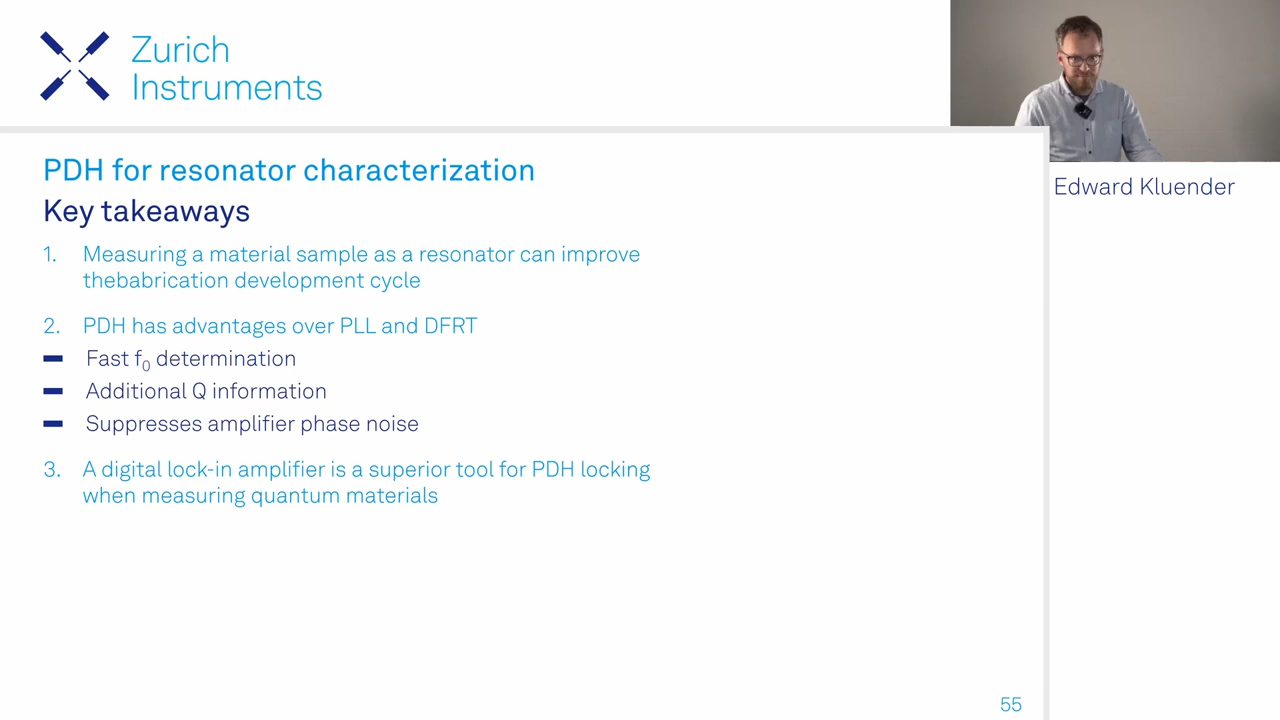 Zurich
Instruments
PDH for resonator characterization
Key takeaways
Edward Kluender
1. Measuring a material sample as a resonator can improve
thebabrication development cycle
2. PDH has advantages over PLL and DFRT
Fast f0 determination
Additional Q information
Suppresses amplifier phase noise
3. A digital lock-in amplifier is a superior tool for PDH locking
when measuring quantum materials
55